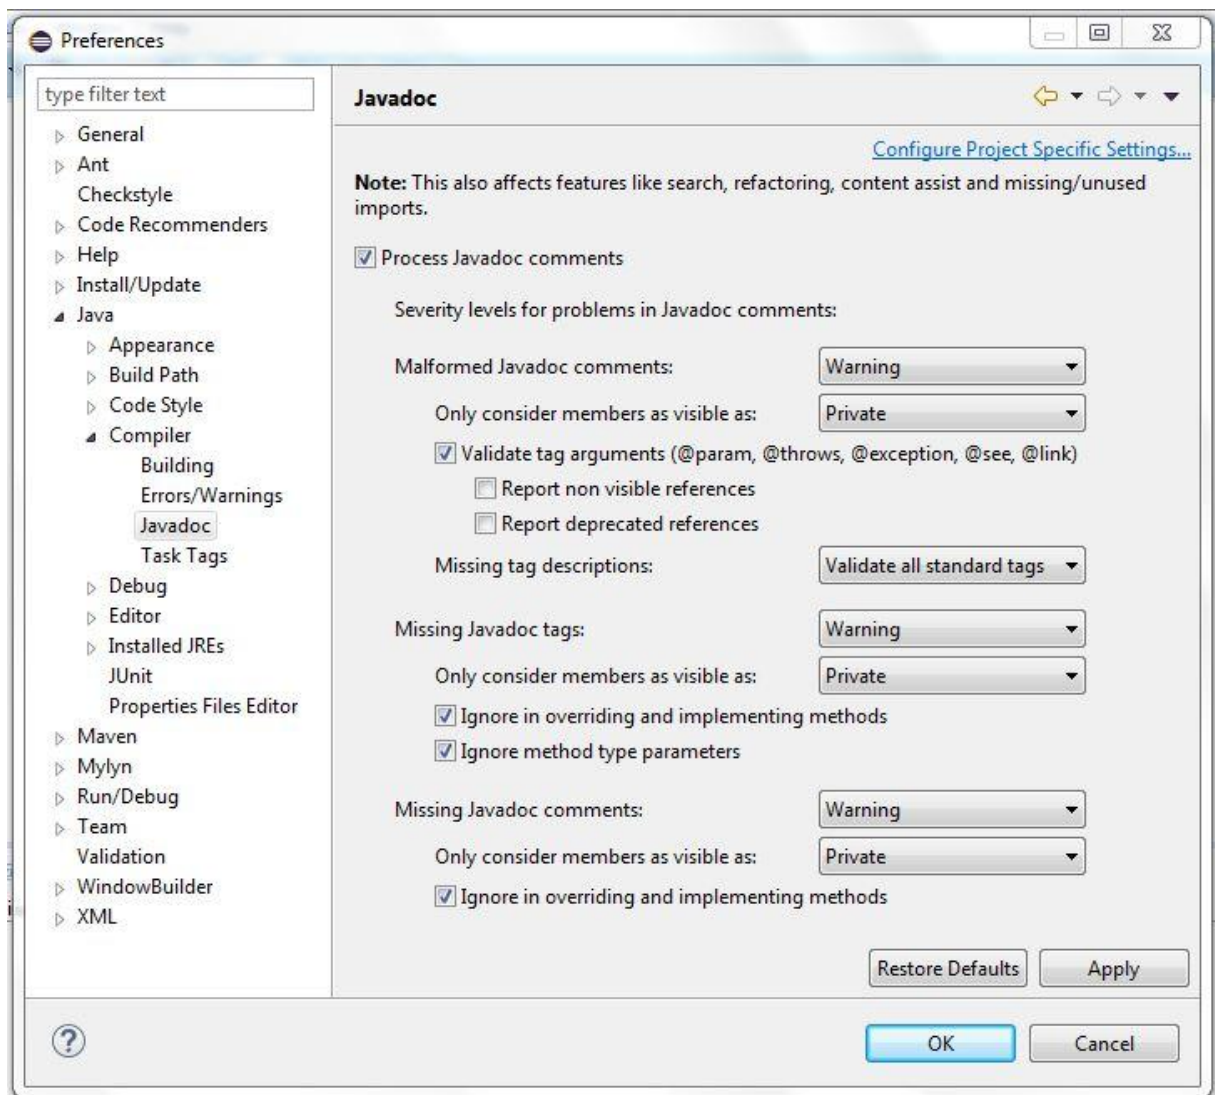 Preferences
type filter text
General
Ant
Checkstyle
Code Recommenders
Help
Install/Update
Java
Appearance
Build Path
Code Style
Compiler
Building
Errors/Warnings
Javadoc
Task Tags
Debug
Editor
Installed JREs
JUnit
Properties Files Editor
Maven
Mylyn
Run/Debug
Team
Validation
WindowBuilder
XML
Javadoc
Configure Project Specific Settings...
Note: This also affects features like search, refactoring, content assist and missing/unused
imports.
Process Javadoc comments
Severity levels for problems in Javadoc comments:
Malformed Javadoc comments: Warning
Only consider members as visible as: Private
Validate tag arguments (@param, @throws, @exception, @see, @link)
Report non visible references
Report deprecated references
Missing tag descriptions: Validate all standard tags
Missing Javadoc tags: Warning
Only consider members as visible as: Private
Ignore in overriding and implementing methods
Ignore method type parameters
Missing Javadoc comments: Warning
Only consider members as visible as: Private
Ignore in overriding and implementing methods
Restore Defaults Apply
? OK Cancel